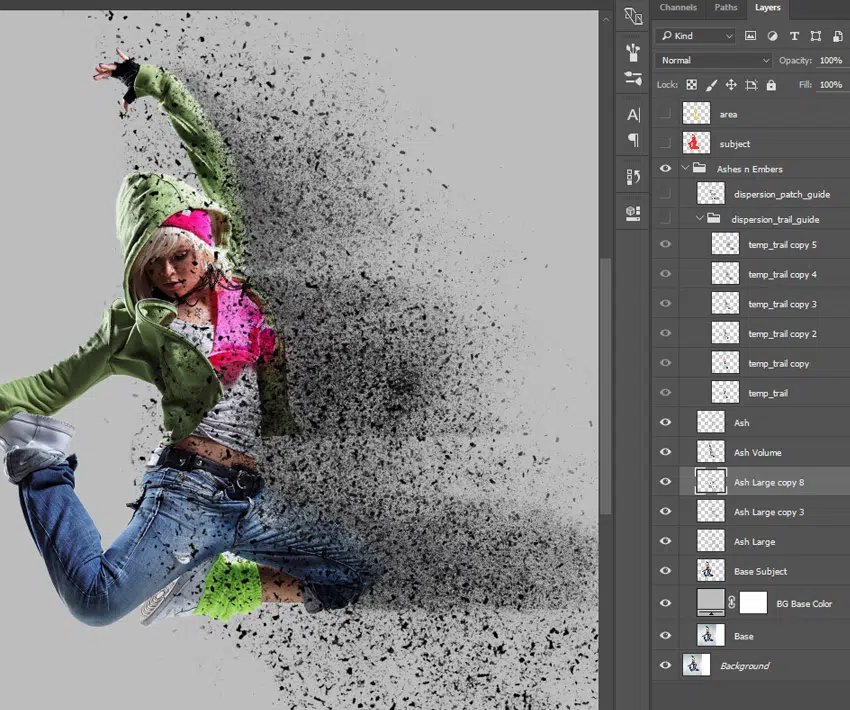 Channels Paths Layers
Kind
Normal Opacity: 100%
Lock: Fill: 100%
area
subject
Ashes n Embers
dispersion_patch_guide
dispersion_trail_guide
temp_trail copy 5
temp_trail copy 4
temp_trail copy 3
temp_trail copy 2
temp_trail copy
temp_trail
Ash
Ash Volume
Ash Large copy 8
Ash Large copy 3
Ash Large
Base Subject
BG Base Color
Base
Background